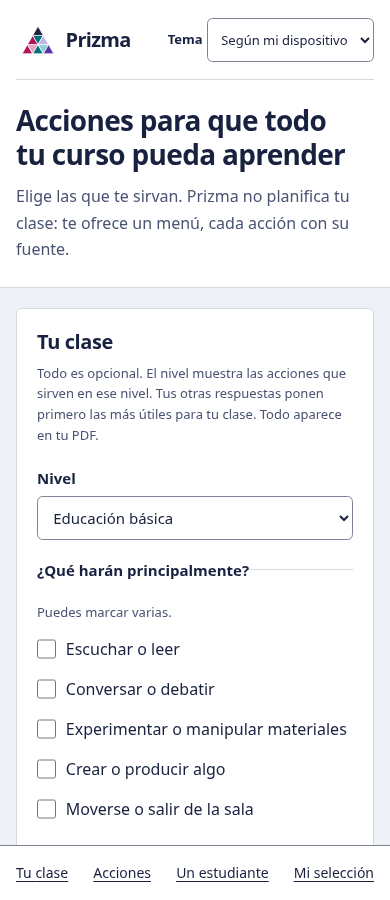 Prizma
Tema
Según mi dispositivo
Acciones para que todo
tu curso pueda aprender
Elige las que te sirvan. Prizma no planifica tu
clase: te ofrece un menú, cada acción con su
fuente.
Tu clase
Todo es opcional. El nivel muestra las acciones que
sirven en ese nivel. Tus otras respuestas ponen
primero las más útiles para tu clase. Todo aparece
en tu PDF.
Nivel
Educación básica
¿Qué harán principalmente?
Puedes marcar varias.
Escuchar o leer
Conversar o debatir
Experimentar o manipular materiales
Crear o producir algo
Moverse o salir de la sala
Tu clase
Acciones
Un estudiante
Mi selección